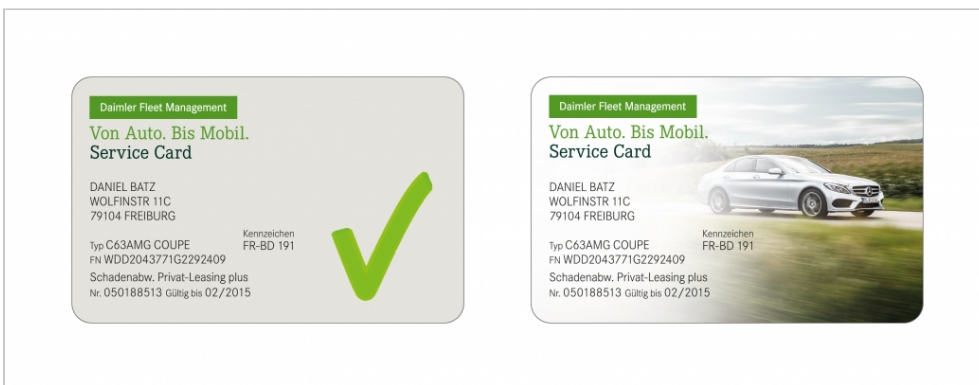 Daimler Fleet Management
Von Auto. Bis Mobil.
Service Card
DANIEL BATZ
WOLFINSTR 11C
79104 FREIBURG
Kennzeichen
Typ C63AMG COUPE FR-BD 191
FN WDD2043771G2292409
Schadenabw. Privat-Leasing plus
Nr. 050188513 Gültig bis 02/2015
Daimler Fleet Management
Von Auto. Bis Mobil.
Service Card
DANIEL BATZ
WOLFINSTR 11C
79104 FREIBURG
Kennzeichen
Typ C63AMG COUPE FR-BD 191
FN WDD2043771G2292409
Schadenabw. Privat-Leasing plus
Nr. 050188513 Gültig bis 02/2015